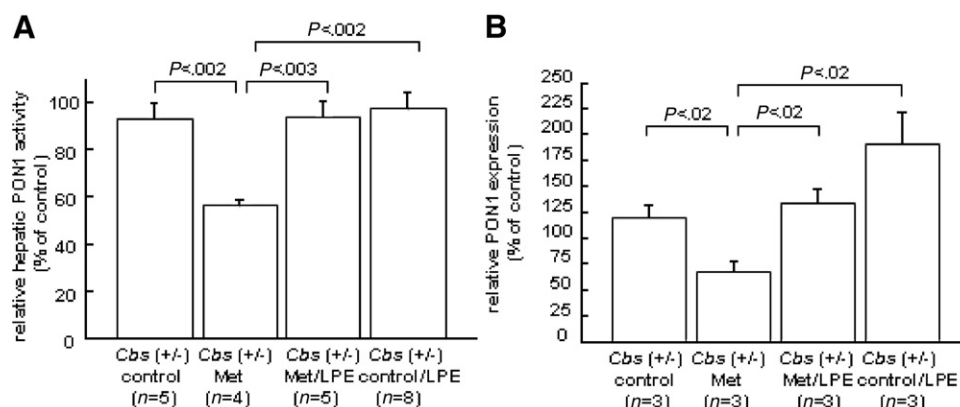 A
P<.002
P<.002
P<.003
relative hepatic PON1 activity
(% of control)
100
80
60
40
20
0
Cbs (+/-) Cbs (+/-) Cbs (+/-) Cbs (+/-)
control Met Met/LPE control/LPE
(n=5) (n=4) (n=5) (n=8)
B
P<.02
P<.02
P<.02
relative PON1 expression
(% of control)
250
225
200
175
150
125
100
75
50
25
0
Cbs (+/-) Cbs (+/-) Cbs (+/-) Cbs (+/-)
control Met Met/LPE control/LPE
(n=3) (n=3) (n=3) (n=3)